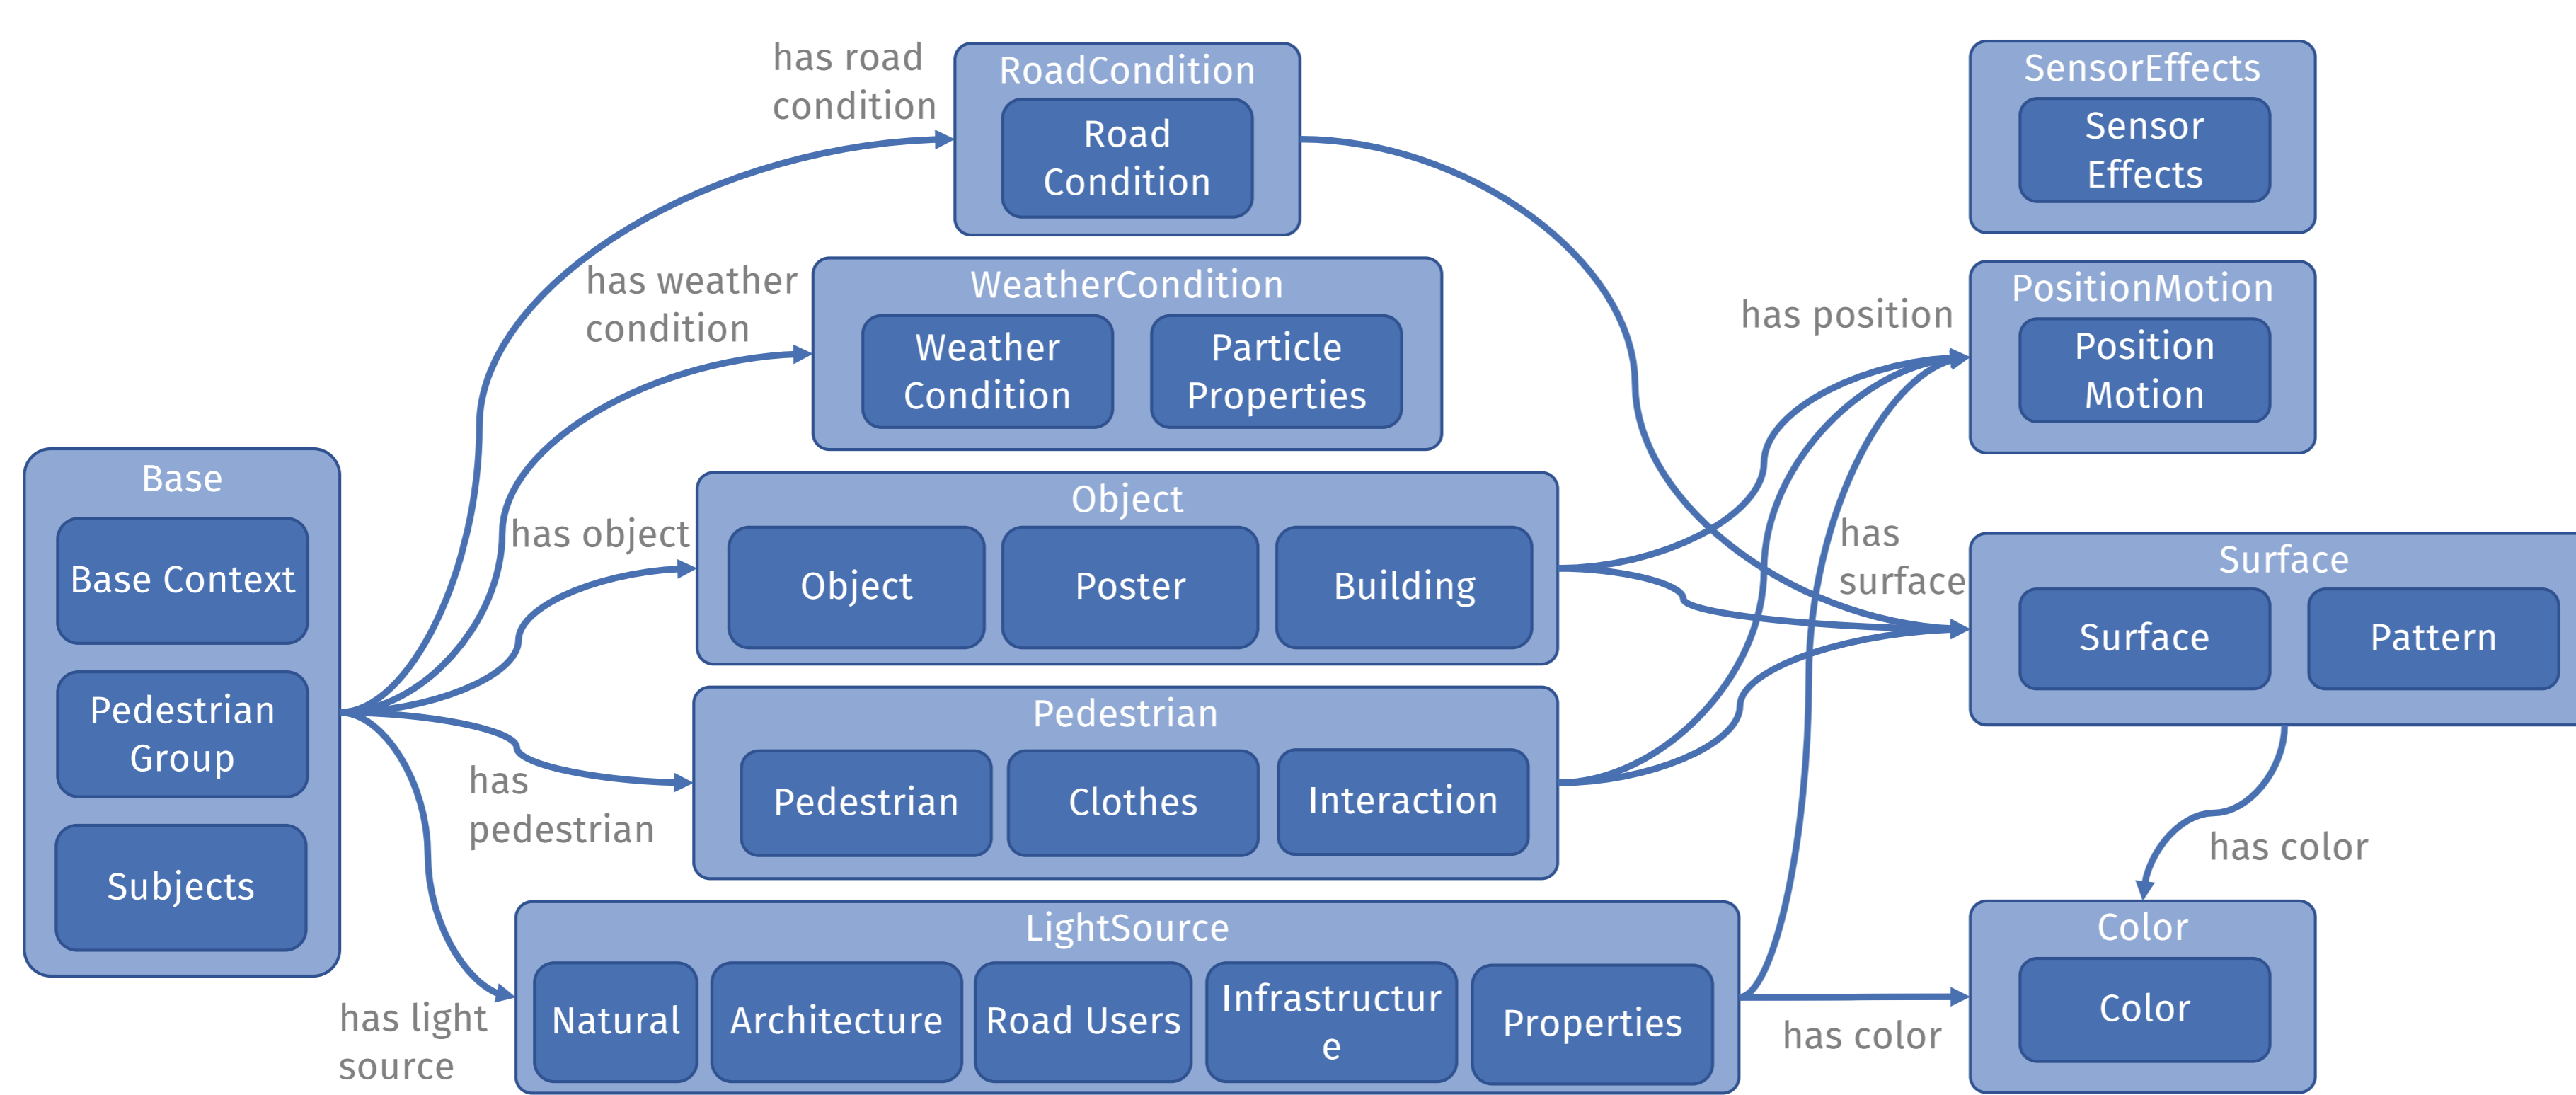 Base
Base Context
Pedestrian
Group
Subjects
has road
condition
has weather
condition
has object
has
pedestrian
has light
source
RoadCondition
Road
Condition
WeatherCondition
Weather
Condition
Particle
Properties
Object
Object
Poster
Building
Pedestrian
Pedestrian
Clothes
Interaction
LightSource
Natural
Architecture
Road Users
Infrastructur
e
Properties
has position
has
surface
has color
SensorEffects
Sensor
Effects
PositionMotion
Position
Motion
Surface
Surface
Pattern
has color
Color
Color